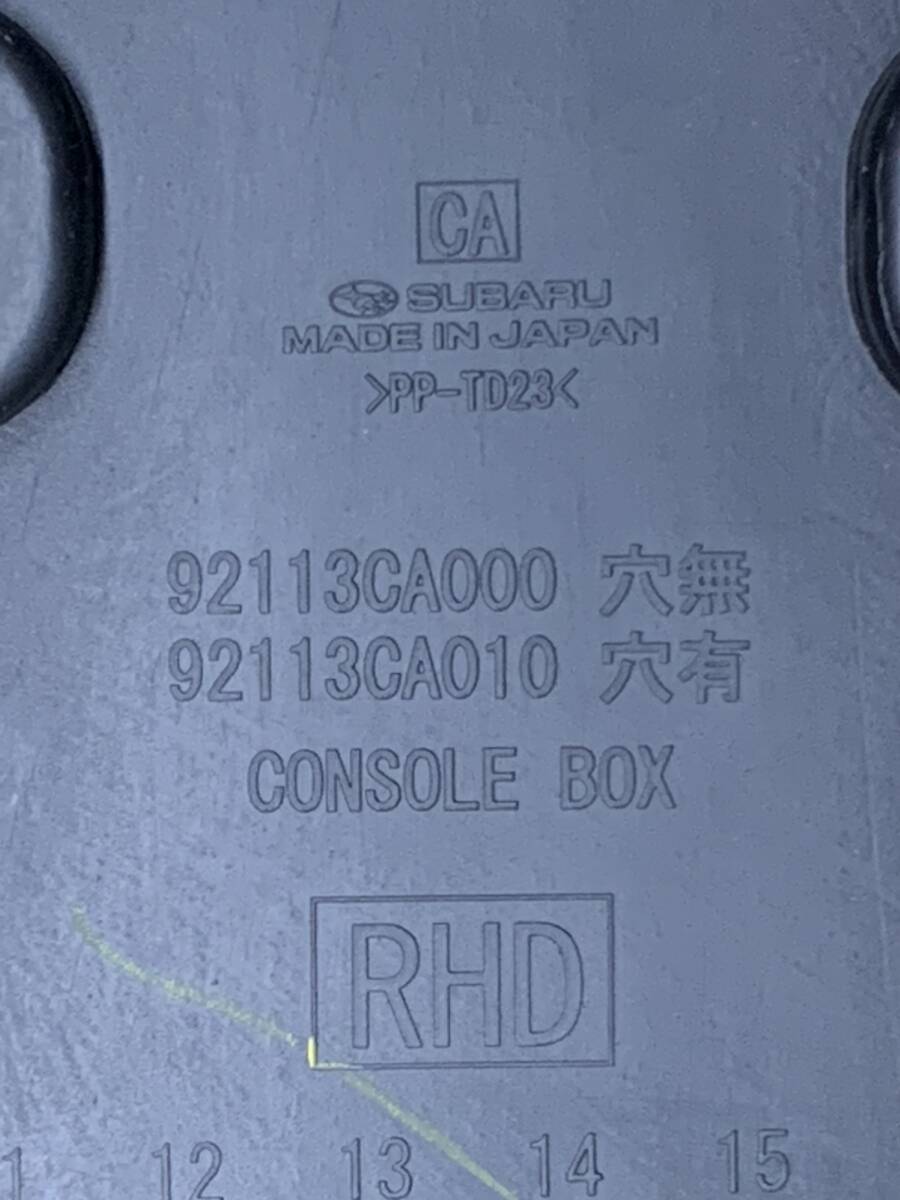 CA
SUBARU
MADE IN JAPAN
>PP-TD23<
92113CA000 穴無
92113CA010 穴有
CONSOLE BOX
RHD
12 13 14 15